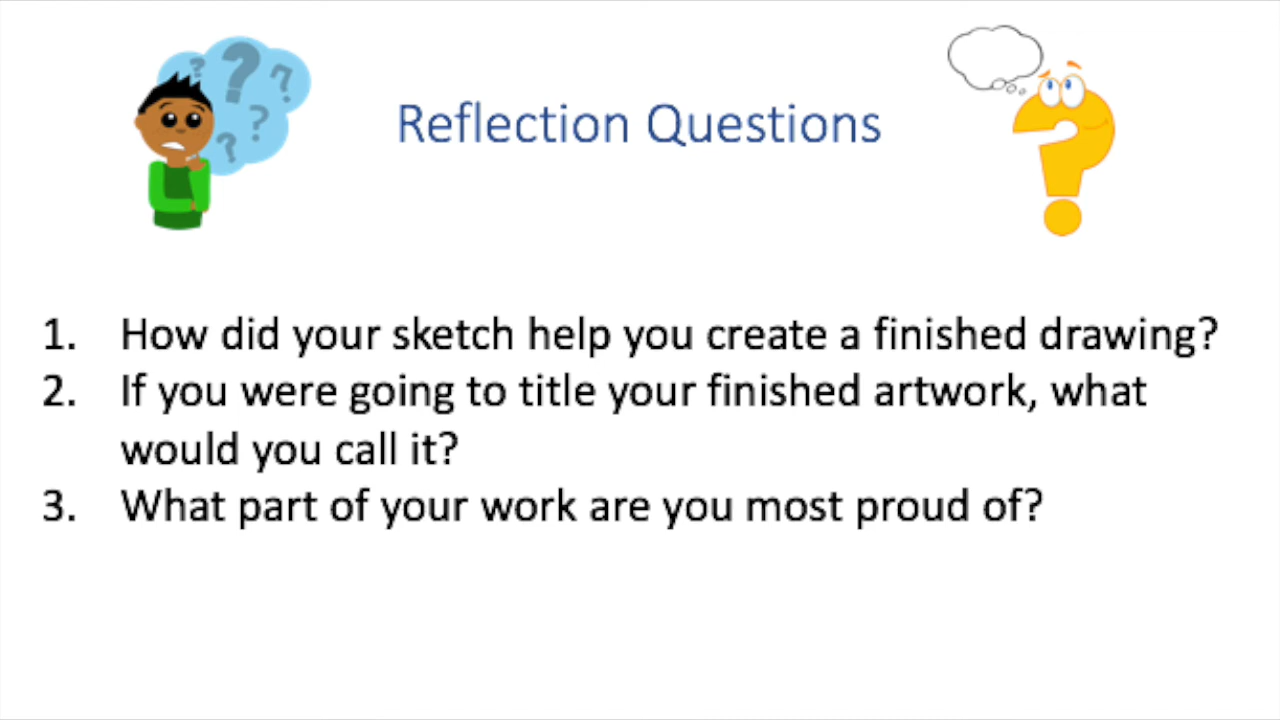 Reflection Questions
1. How did your sketch help you create a finished drawing?
2. If you were going to title your finished artwork, what
would you call it?
3. What part of your work are you most proud of?